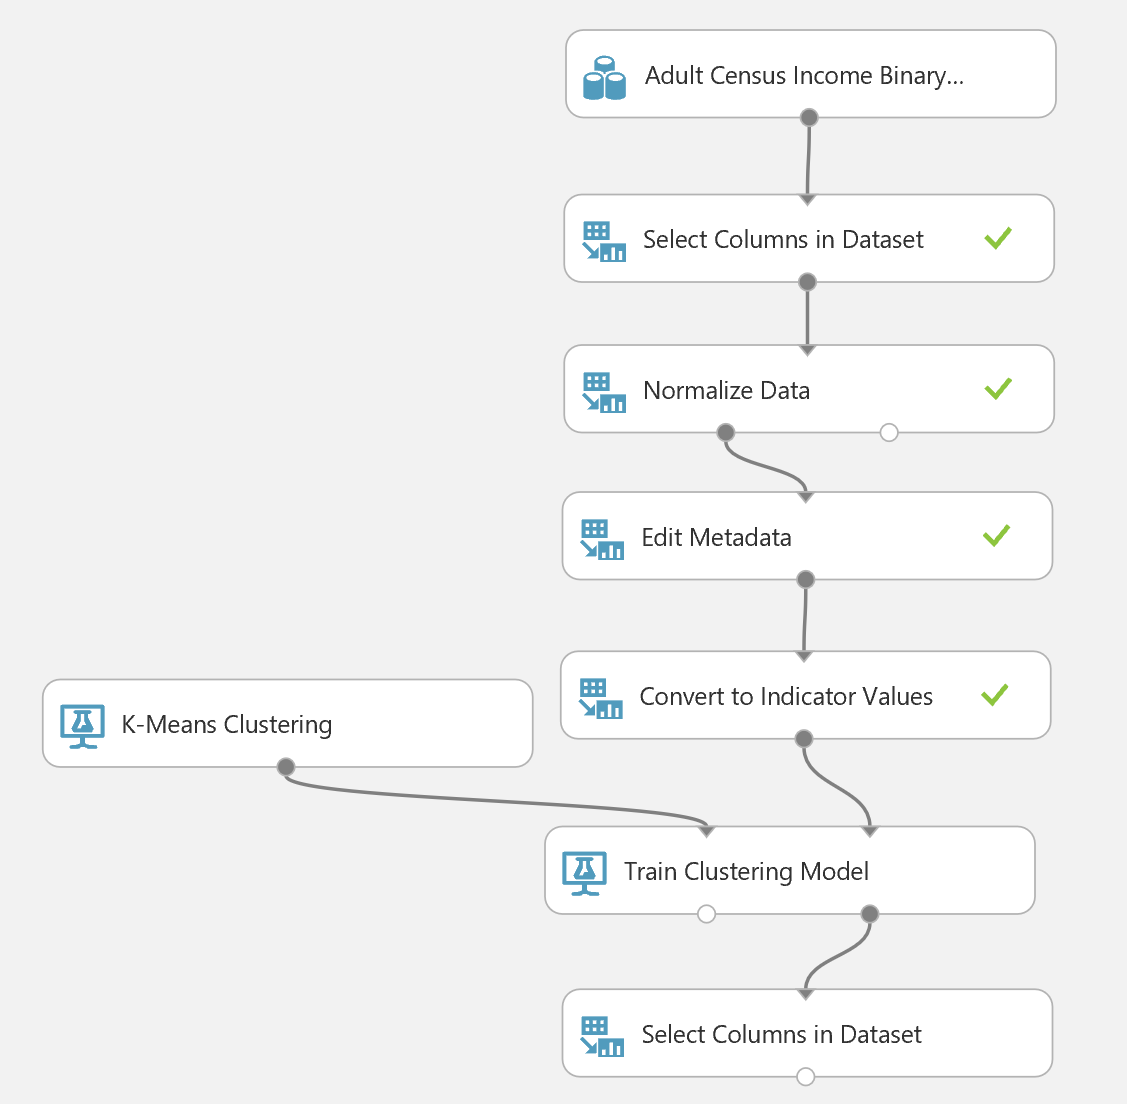 Adult Census Income Binary...
Select Columns in Dataset
Normalize Data
Edit Metadata
Convert to Indicator Values
K-Means Clustering
Train Clustering Model
Select Columns in Dataset